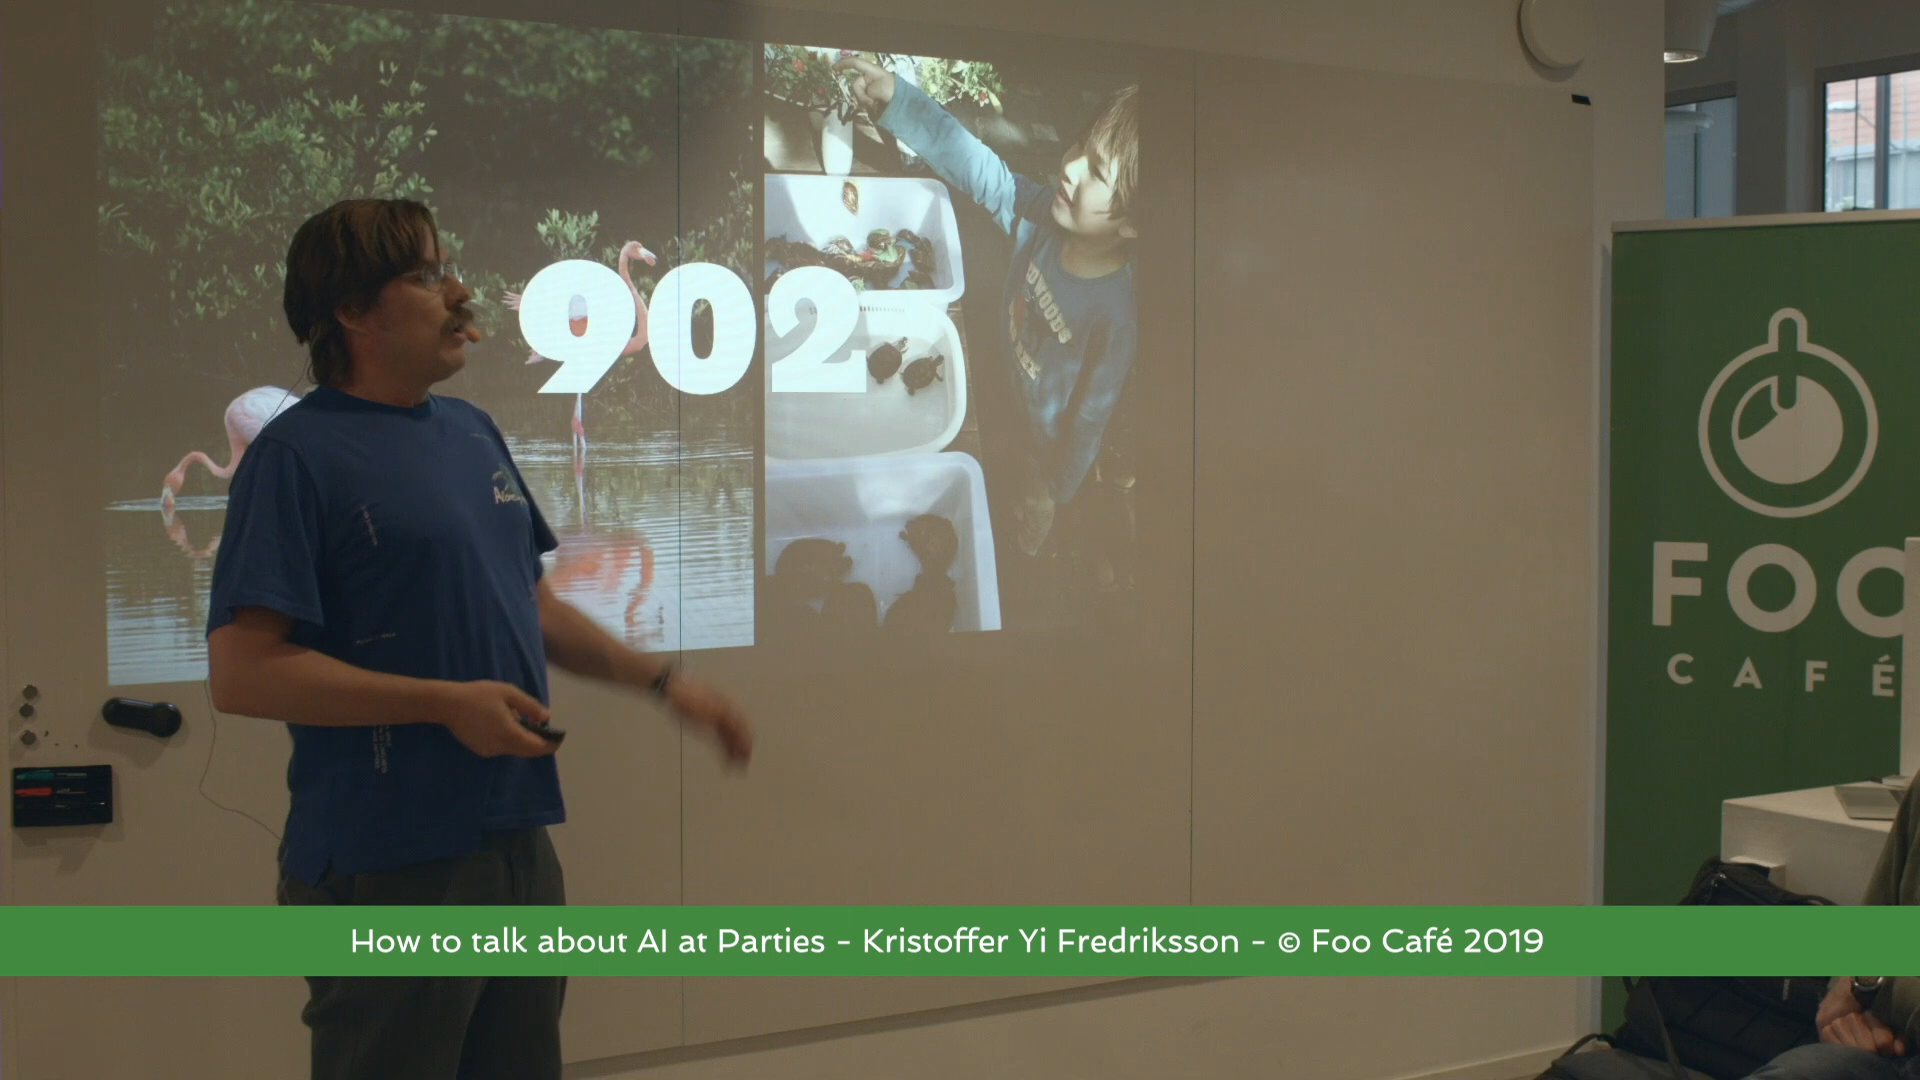 902
FOO
CAFÉ
How to talk about AI at Parties - Kristoffer Yi Fredriksson - © Foo Café 2019